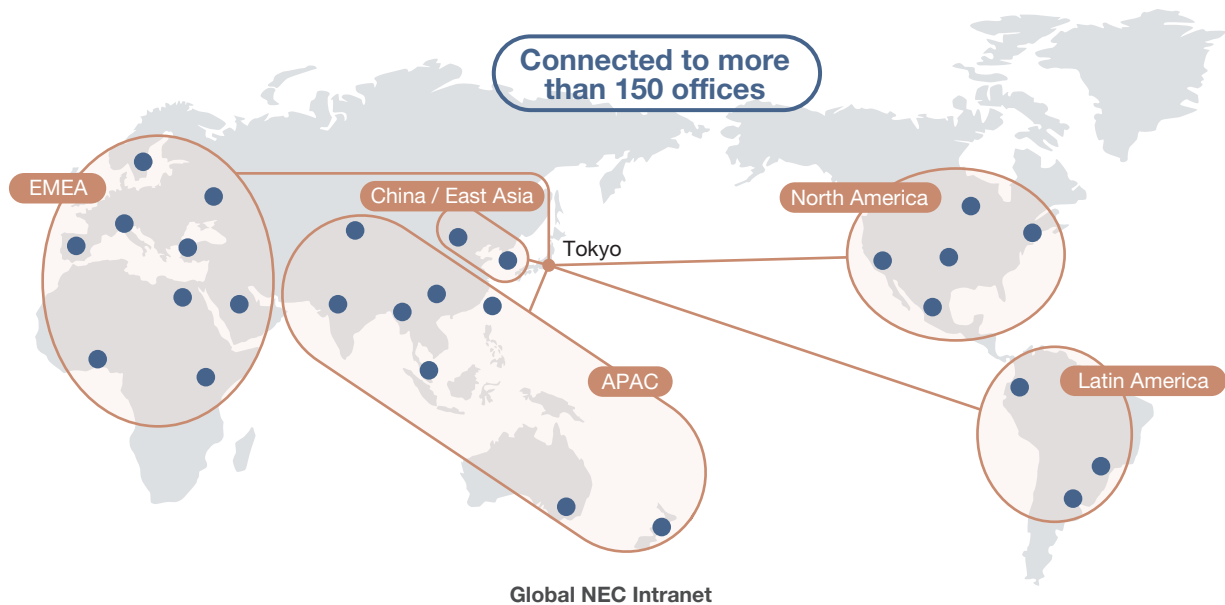 Connected to more
than 150 offices
EMEA
China / East Asia
North America
Tokyo
APAC
Latin America
Global NEC Intranet